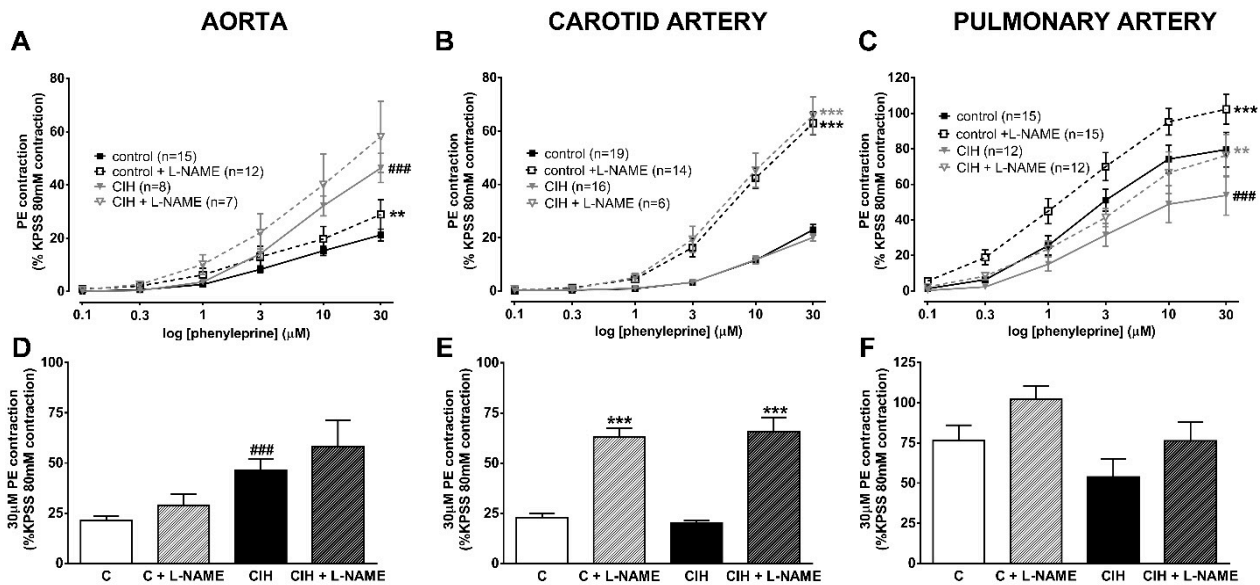 AORTA
CAROTID ARTERY
PULMONARY ARTERY
A
PE contraction
(% KPSS 80mM contraction)
80
60
40
20
0
control (n=15)
control + L-NAME (n=12)
CIH (n=8)
CIH + L-NAME (n=7)
###
**
0.1 0.3 1 3 10 30
log [phenyleprine] (μM)
B
PE contraction
(% KPSS 80mM contraction)
80
60
40
20
0
control (n=19)
control +L-NAME (n=14)
CIH (n=16)
CIH + L-NAME (n=6)
***
***
0.1 0.3 1 3 10 30
log [phenyleprine] (μM)
C
PE contraction
(% KPSS 80mM contraction)
120
100
80
60
40
20
0
control (n=15)
control +L-NAME (n=15)
CIH (n=12)
CIH + L-NAME (n=12)
***
**
###
0.1 0.3 1 3 10 30
log [phenyleprine] (μM)
D
30μM PE contraction
(%KPSS 80mM contraction)
100
75
50
25
0
###
C C + L-NAME CIH CIH + L-NAME
E
30μM PE contraction
(%KPSS 80mM contraction)
100
75
50
25
0
***
***
C C + L-NAME CIH CIH + L-NAME
F
30μM PE contraction
(%KPSS 80mM contraction)
125
100
75
50
25
0
C C + L-NAME CIH CIH + L-NAME